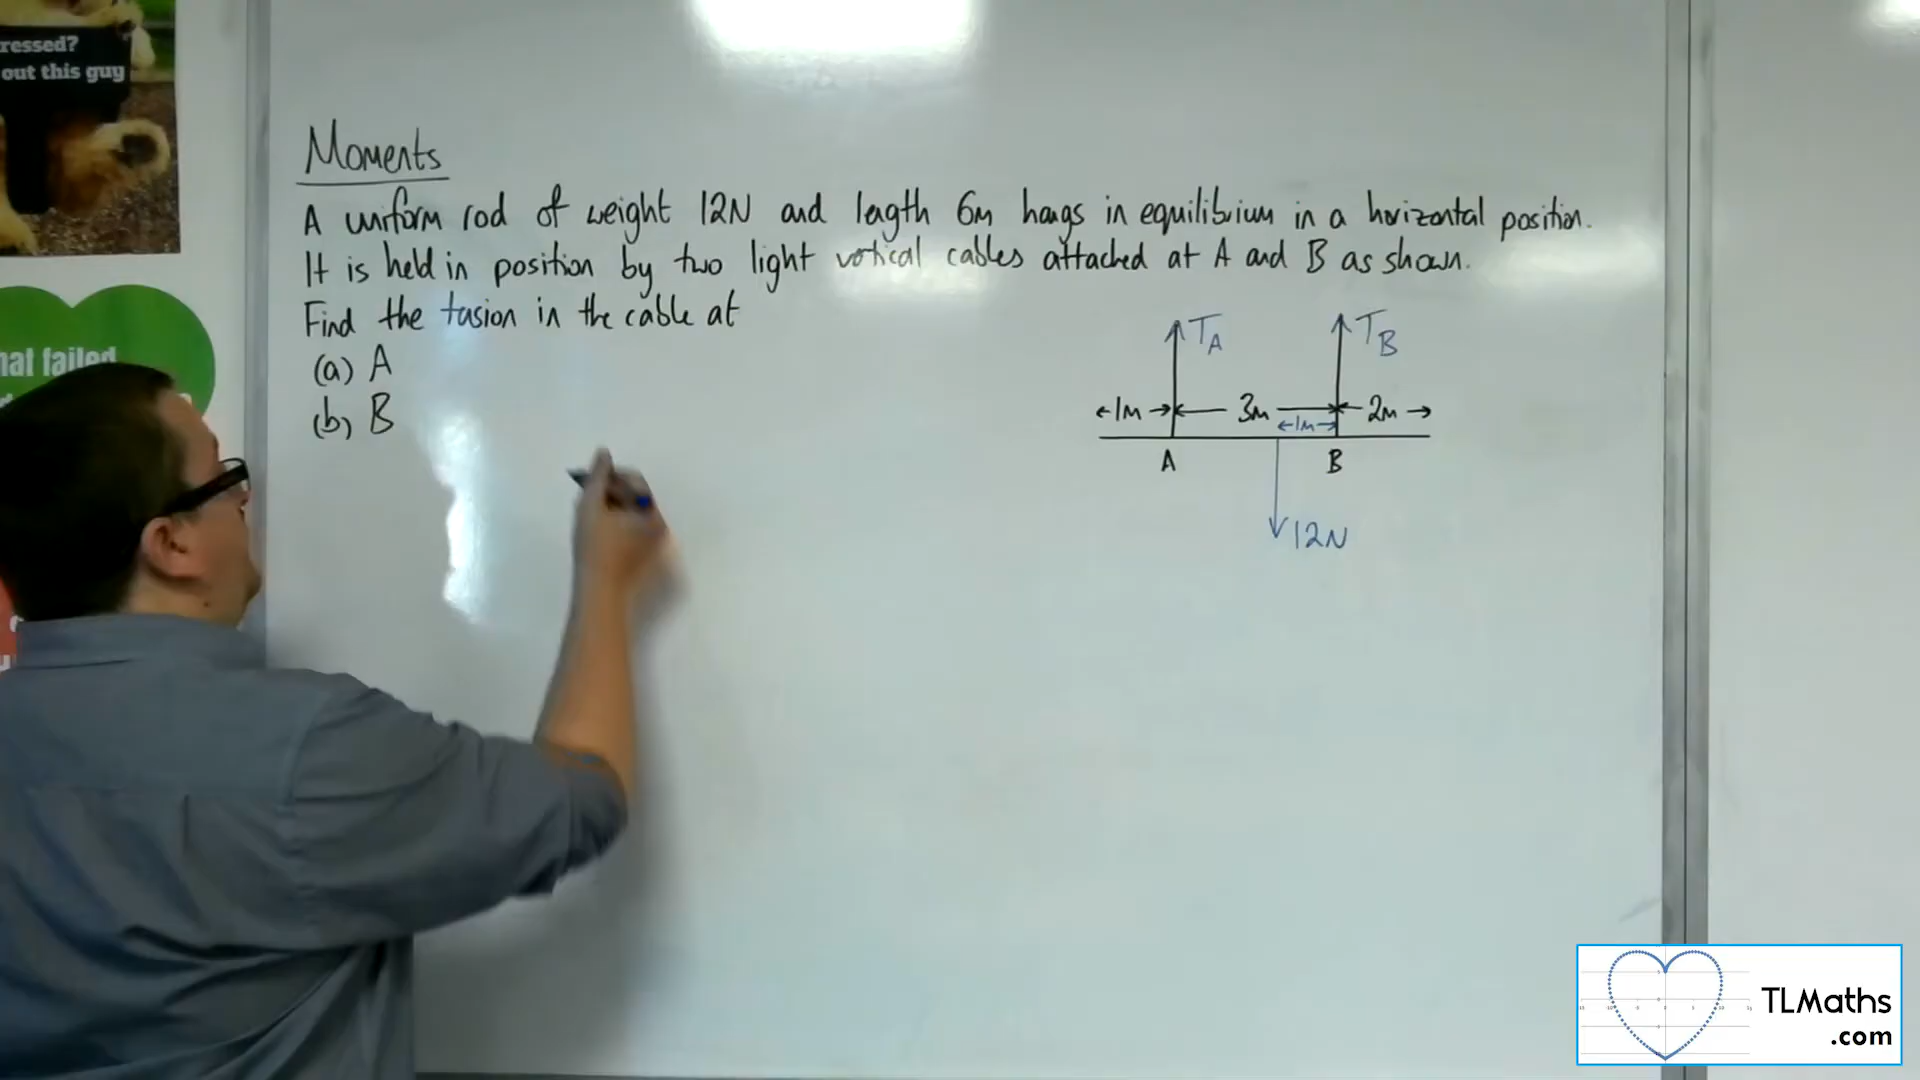 ressed?
out this guy
hat failed
Moments
A uniform rod of weight 12N and length 6m hangs in equilibrium in a horizontal position.
It is held in position by two light vertical cables attached at A and B as shown.
Find the tension in the cable at
(a) A
(b) B
T_A
T_B
1m
3m
2m
1m
A
B
12N
TLMaths
.com